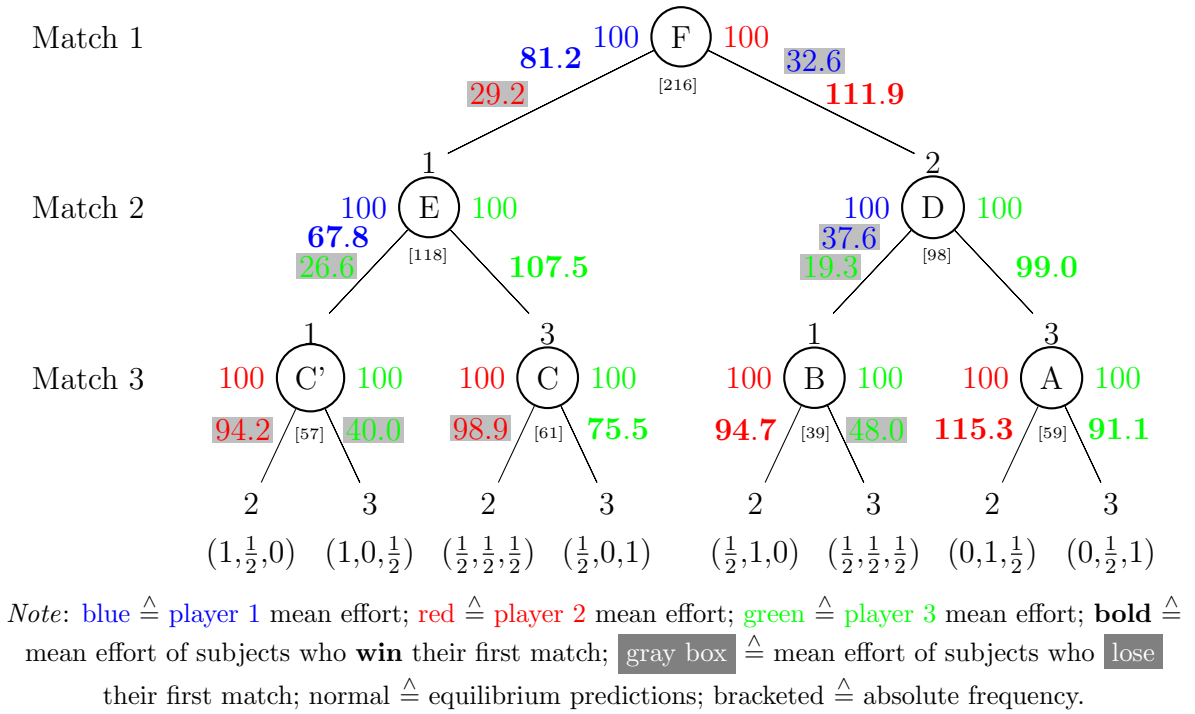 Match 1 100 F 100
81.2 32.6
29.2 [216] 111.9
1 2
Match 2 100 E 100 100 D 100
67.8 37.6
26.6 [118] 107.5 19.3 [98] 99.0
1 3 1 3
Match 3 100 C' 100 100 C 100 100 B 100 100 A 100
94.2 [57] 40.0 98.9 [61] 75.5 94.7 [39] 48.0 115.3 [59] 91.1
2 3 2 3 2 3 2 3
(1,1/2,0) (1,0,1/2) (1/2,1/2,1/2) (1/2,0,1) (1/2,1,0) (1/2,1/2,1/2) (0,1,1/2) (0,1/2,1)
Note: blue ≙ player 1 mean effort; red ≙ player 2 mean effort; green ≙ player 3 mean effort; bold ≙
mean effort of subjects who win their first match; gray box ≙ mean effort of subjects who lose
their first match; normal ≙ equilibrium predictions; bracketed ≙ absolute frequency.